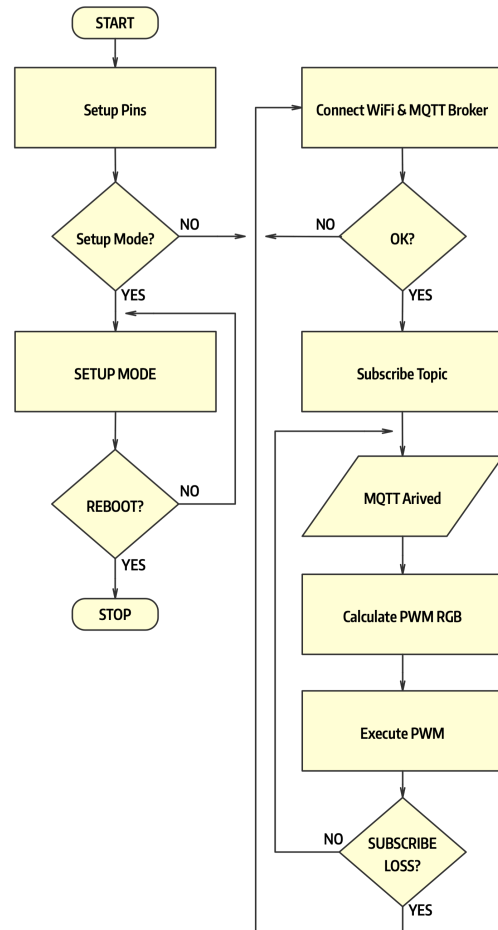 START
Setup Pins
Setup Mode?
NO
YES
SETUP MODE
REBOOT?
NO
YES
STOP
Connect WiFi & MQTT Broker
OK?
NO
YES
Subscribe Topic
MQTT Arived
Calculate PWM RGB
Execute PWM
SUBSCRIBE
LOSS?
NO
YES